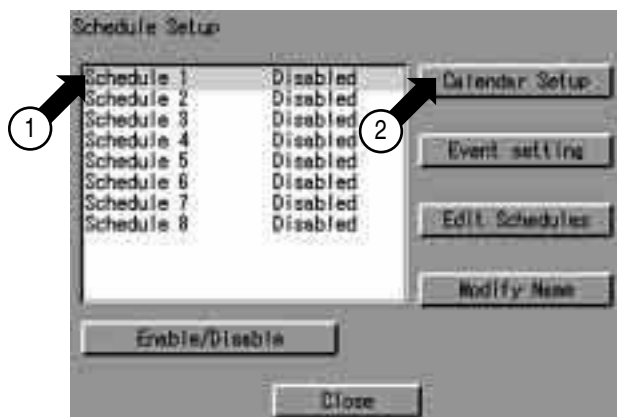 Schedule Setup
Schedule 1 Disabled
Schedule 2 Disabled
Schedule 3 Disabled
Schedule 4 Disabled
Schedule 5 Disabled
Schedule 6 Disabled
Schedule 7 Disabled
Schedule 8 Disabled
1
2
Calendar Setup
Event setting
Edit Schedules
Modify Name
Enable/Disable
Close